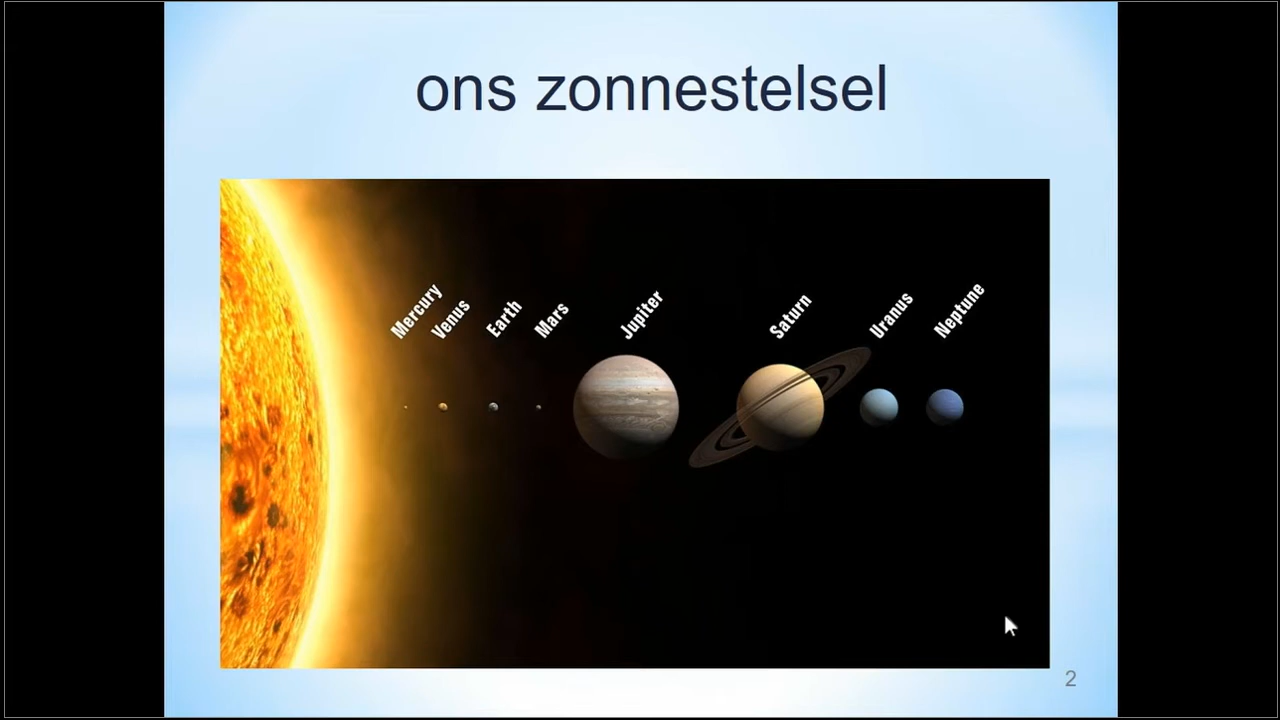 ons zonnestelsel
Mercury
Venus
Earth
Mars
Jupiter
Saturn
Uranus
Neptune
2